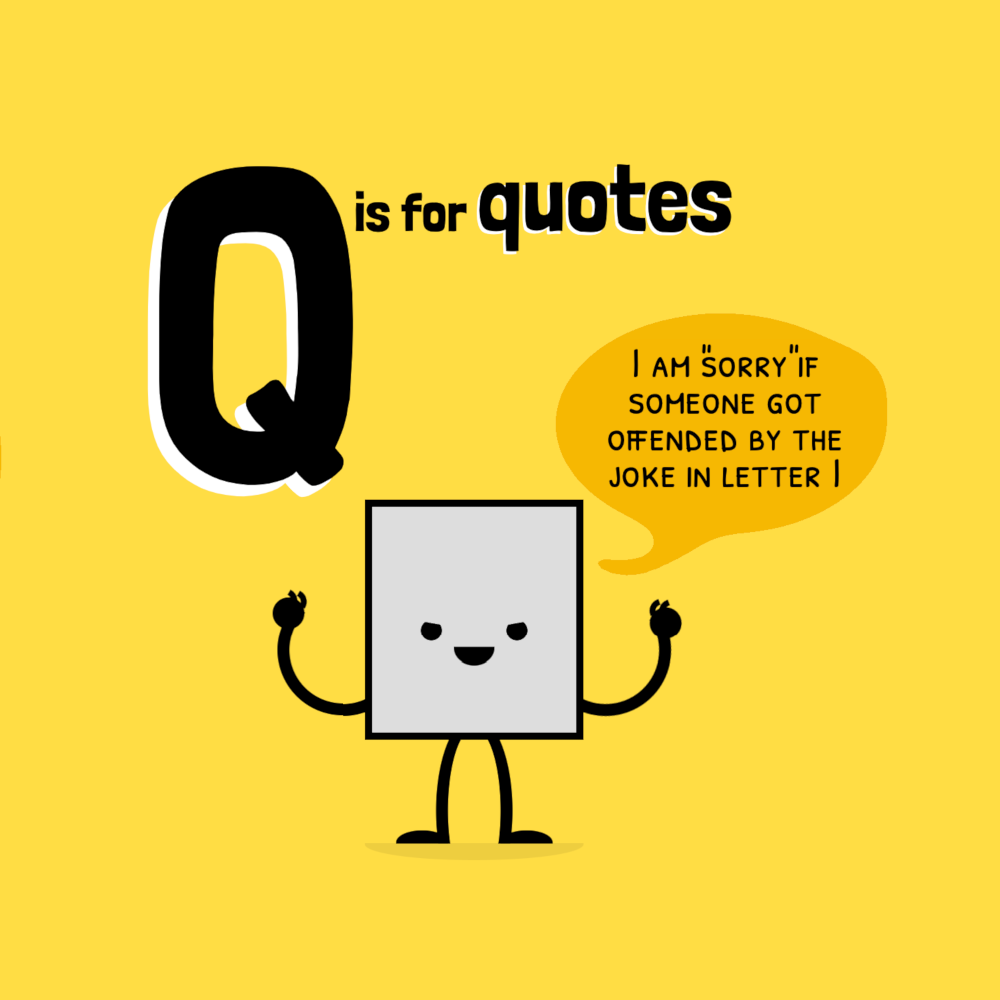 Q is for quotes
I AM "SORRY" IF
SOMEONE GOT
OFFENDED BY THE
JOKE IN LETTER I